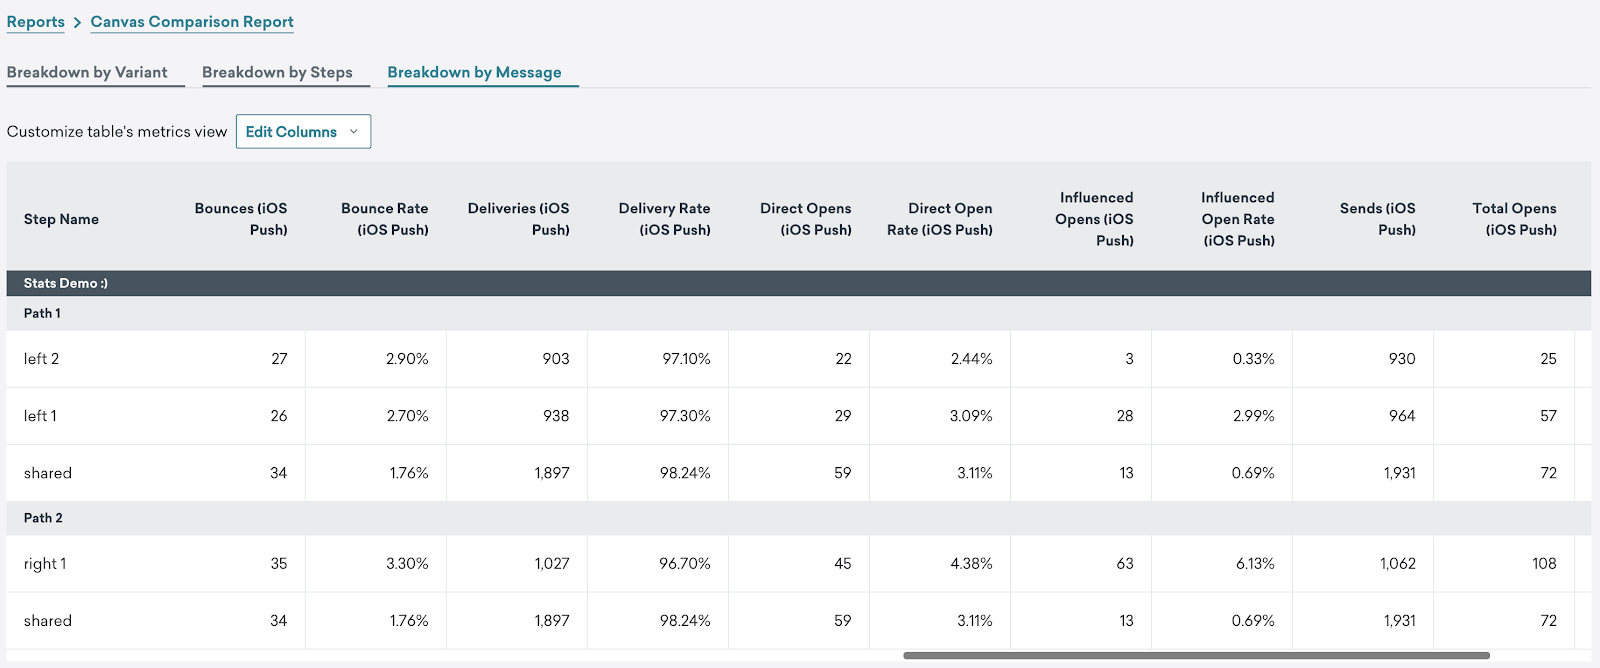 Reports > Canvas Comparison Report
Breakdown by Variant Breakdown by Steps Breakdown by Message
Customize table's metrics view Edit Columns
Step Name Bounces (iOS Push) Bounce Rate (iOS Push) Deliveries (iOS Push) Delivery Rate (iOS Push) Direct Opens (iOS Push) Direct Open Rate (iOS Push) Influenced Opens (iOS Push) Influenced Open Rate (iOS Push) Sends (iOS Push) Total Opens (iOS Push)
Stats Demo :)
Path 1
left 2 27 2.90% 903 97.10% 22 2.44% 3 0.33% 930 25
left 1 26 2.70% 938 97.30% 29 3.09% 28 2.99% 964 57
shared 34 1.76% 1,897 98.24% 59 3.11% 13 0.69% 1,931 72
Path 2
right 1 35 3.30% 1,027 96.70% 45 4.38% 63 6.13% 1,062 108
shared 34 1.76% 1,897 98.24% 59 3.11% 13 0.69% 1,931 72